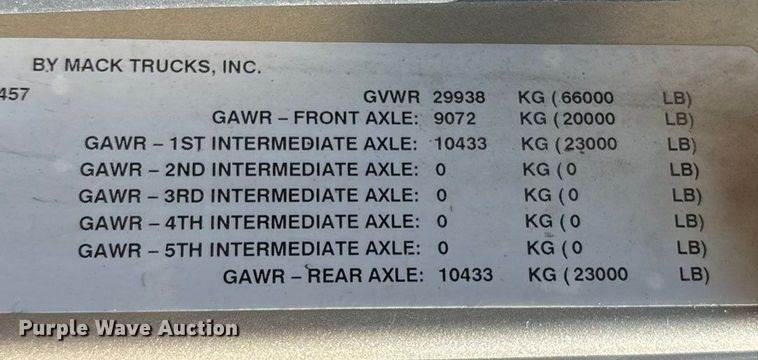 BY MACK TRUCKS, INC.
457
GVWR 29938 KG ( 66000 LB)
GAWR – FRONT AXLE: 9072 KG ( 20000 LB)
GAWR – 1ST INTERMEDIATE AXLE: 10433 KG ( 23000 LB)
GAWR – 2ND INTERMEDIATE AXLE: 0 KG ( 0 LB)
GAWR – 3RD INTERMEDIATE AXLE: 0 KG ( 0 LB)
GAWR – 4TH INTERMEDIATE AXLE: 0 KG ( 0 LB)
GAWR – 5TH INTERMEDIATE AXLE: 0 KG ( 0 LB)
GAWR – REAR AXLE: 10433 KG ( 23000 LB)
Purple Wave Auction